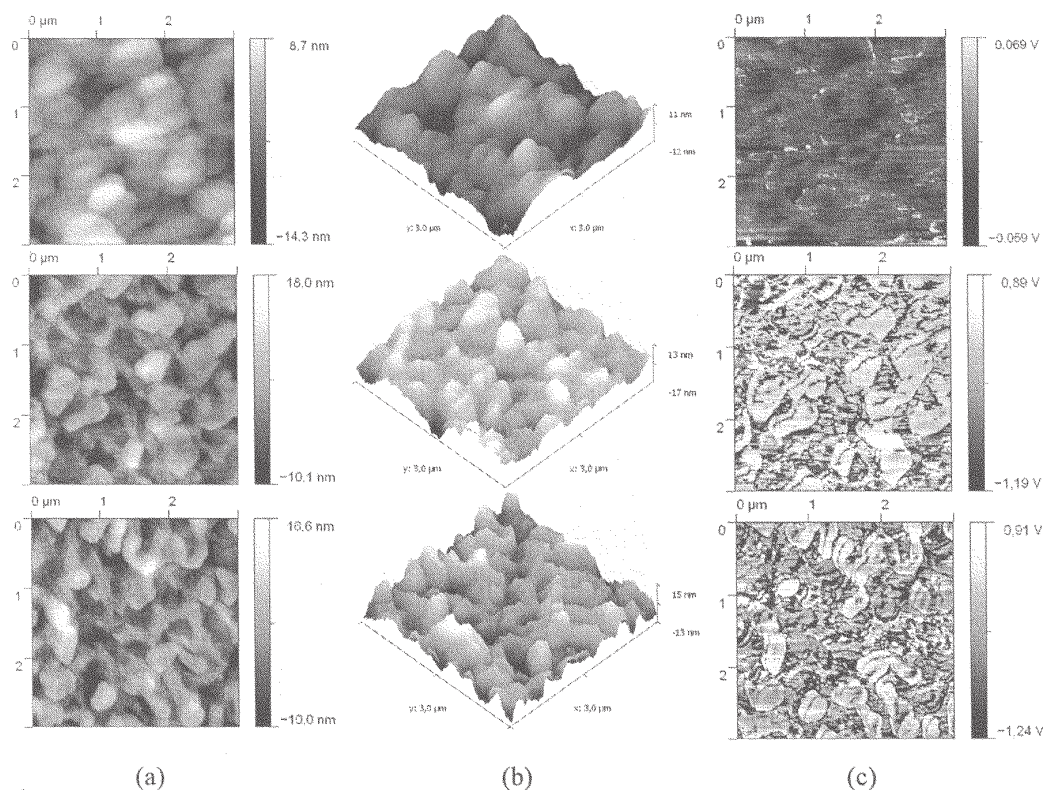 0 µm 1 2
0
1
2
8.7 nm
−14.3 nm
11 nm
-12 nm
y: 3.0 µm
x: 3.0 µm
0 µm 1 2
0
1
2
0.069 V
−0.059 V
0 µm 1 2
0
1
2
18.0 nm
−10.1 nm
13 nm
-17 nm
y: 3,0 µm
x: 3,0 µm
0 µm 1 2
0
1
2
0,89 V
−1,19 V
0 µm 1 2
0
1
2
16.6 nm
−10.0 nm
15 nm
-13 nm
y: 3,0 µm
x: 3,0 µm
0 µm 1 2
0
1
2
0,91 V
−1,24 V
(a) (b) (c)